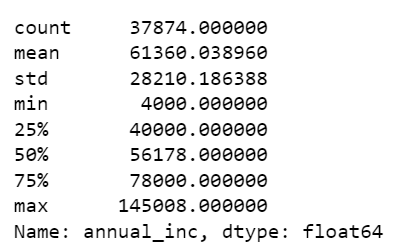 count 37874.000000
mean 61360.038960
std 28210.186388
min 4000.000000
25% 40000.000000
50% 56178.000000
75% 78000.000000
max 145008.000000
Name: annual_inc, dtype: float64